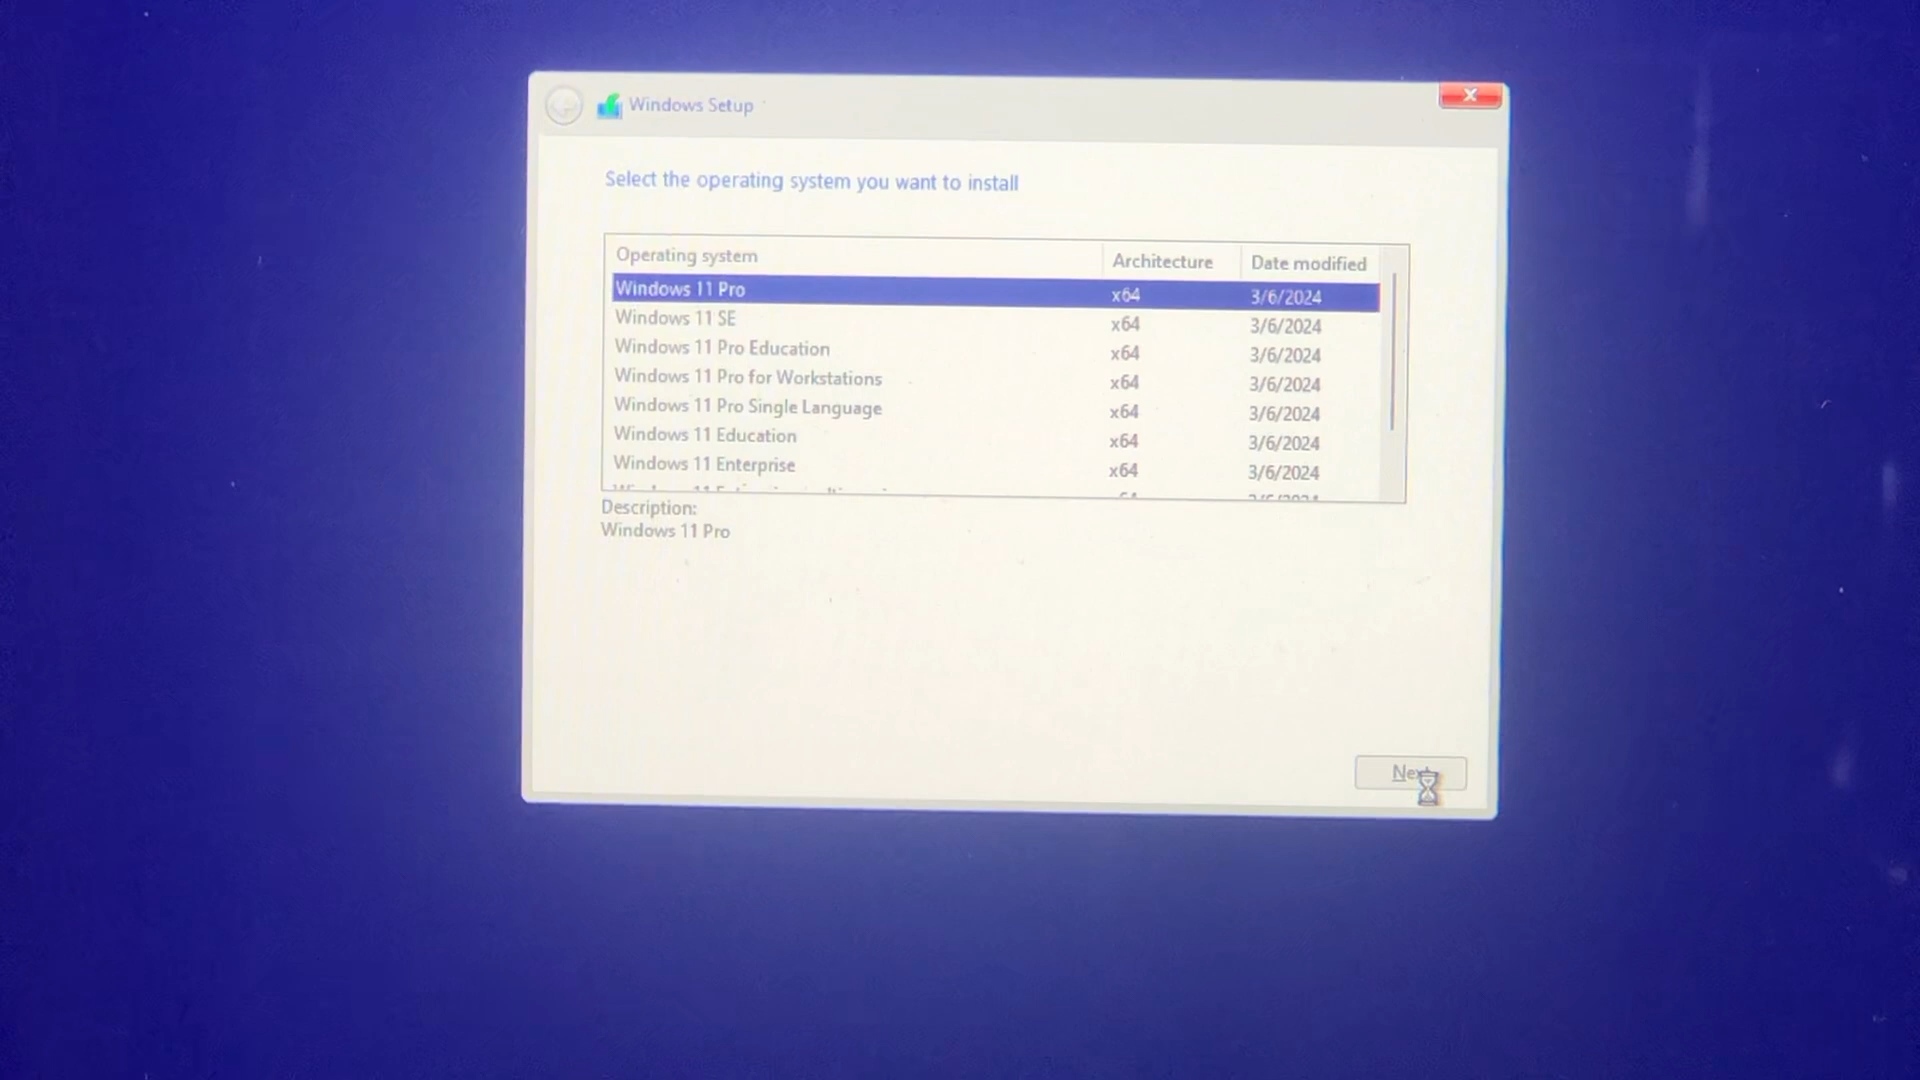 Windows Setup
Select the operating system you want to install
Operating system Architecture Date modified
Windows 11 Pro x64 3/6/2024
Windows 11 SE x64 3/6/2024
Windows 11 Pro Education x64 3/6/2024
Windows 11 Pro for Workstations x64 3/6/2024
Windows 11 Pro Single Language x64 3/6/2024
Windows 11 Education x64 3/6/2024
Windows 11 Enterprise x64 3/6/2024
Description:
Windows 11 Pro
Next